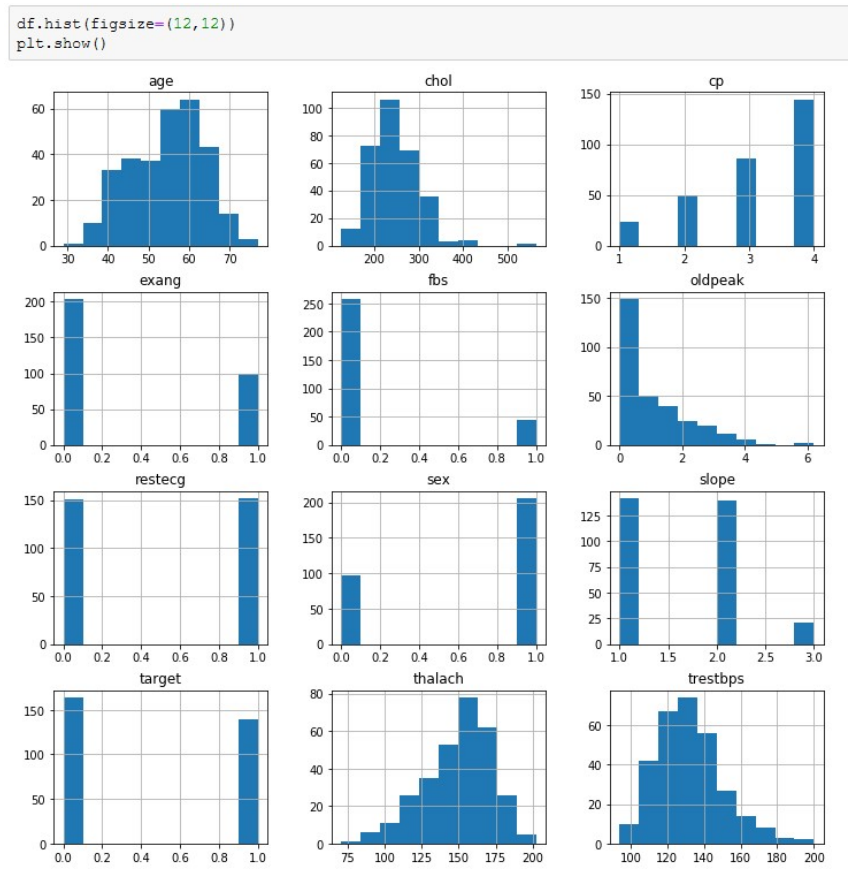 df.hist(figsize=(12,12))
plt.show()
age chol cp
60 40 20 0
30 40 50 60 70
100 80 60 40 20 0
200 300 400 500
150 100 50 0
1 2 3 4
exang fbs oldpeak
200 150 100 50 0
0.0 0.2 0.4 0.6 0.8 1.0
250 200 150 100 50 0
0.0 0.2 0.4 0.6 0.8 1.0
150 100 50 0
0 2 4 6
restecg sex slope
150 100 50 0
0.0 0.2 0.4 0.6 0.8 1.0
200 150 100 50 0
0.0 0.2 0.4 0.6 0.8 1.0
125 100 75 50 25 0
1.0 1.5 2.0 2.5 3.0
target thalach trestbps
150 100 50 0
0.0 0.2 0.4 0.6 0.8 1.0
80 60 40 20 0
75 100 125 150 175 200
60 40 20 0
100 120 140 160 180 200